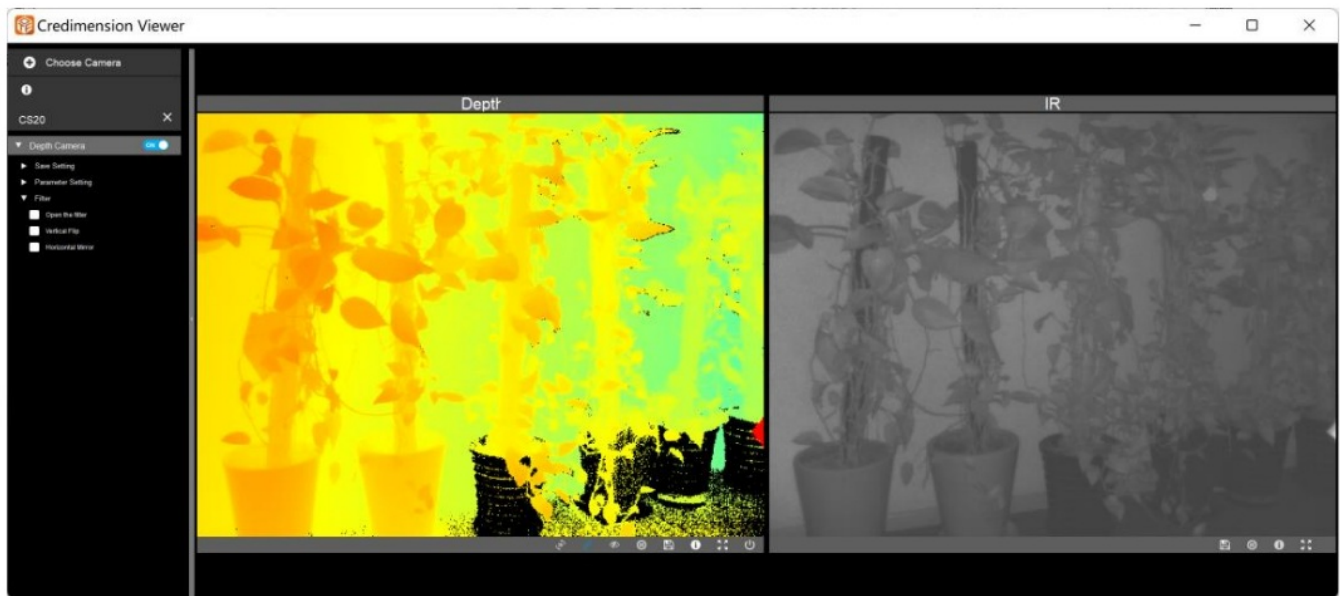 Credimension Viewer
Choose Camera
CS20
Depth Camera
ON
Save Setting
Parameter Setting
Filter
Open the filter
Vertical Flip
Horizontal Mirror
Depth
IR